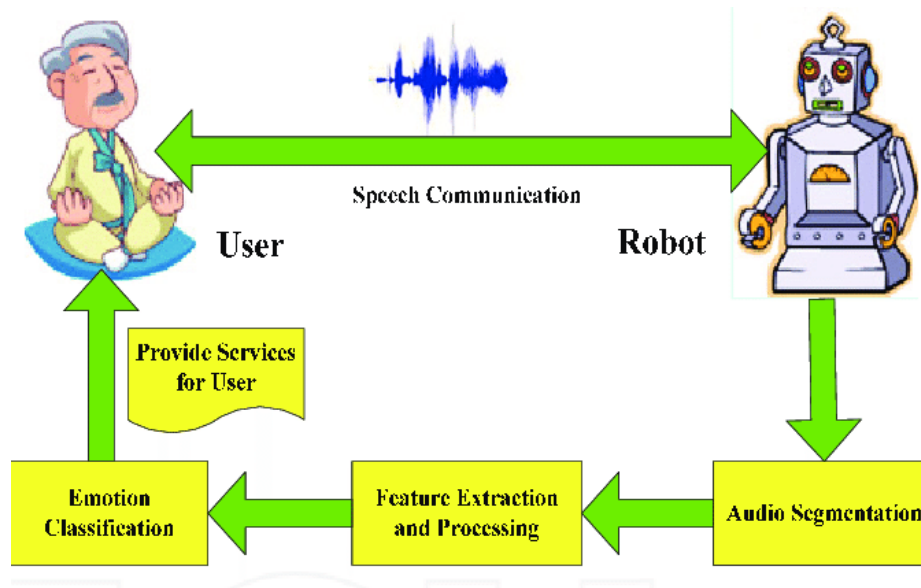 Speech Communication
User
Robot
Provide Services
for User
Emotion
Classification
Feature Extraction
and Processing
Audio Segmentation